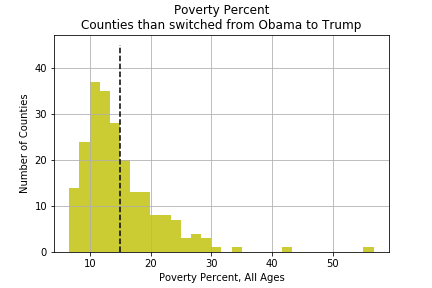 Poverty Percent
Counties than switched from Obama to Trump
Number of Counties
40
30
20
10
0
10 20 30 40 50
Poverty Percent, All Ages